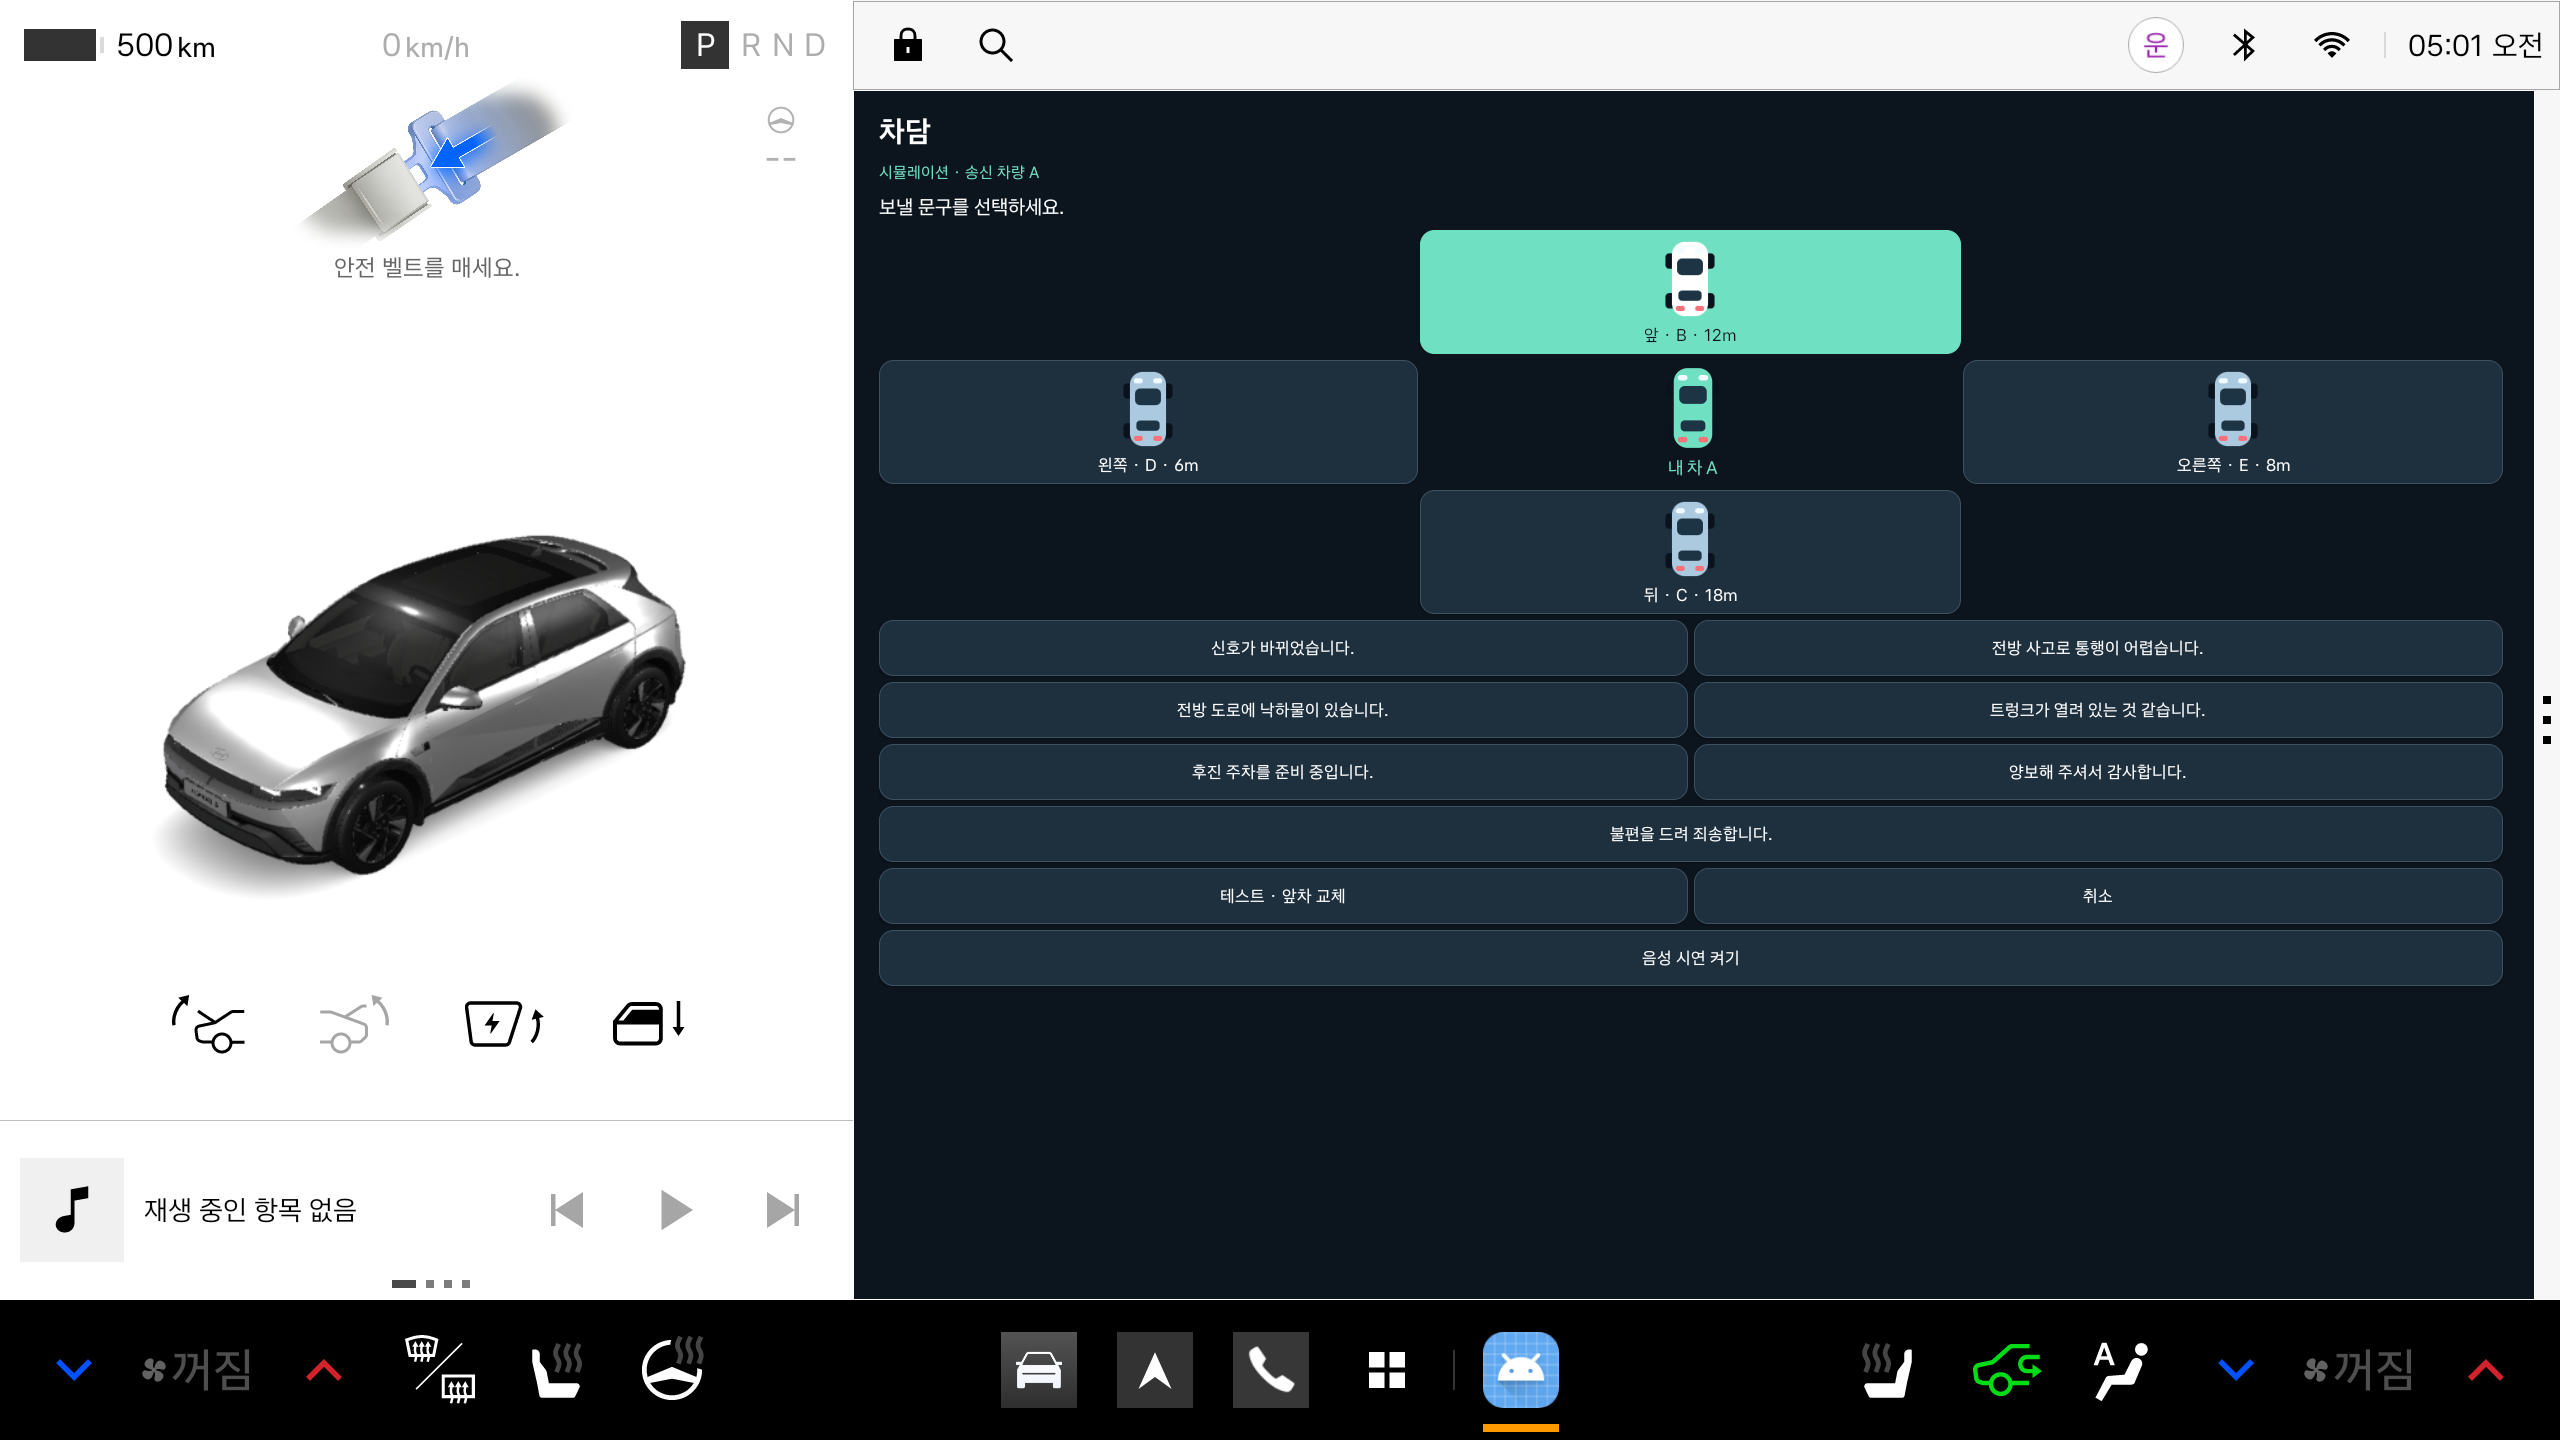 500 km
0 km/h
P R N D
안전 벨트를 매세요.
재생 중인 항목 없음
운
05:01 오전
차담
시뮬레이션 · 송신 차량 A
보낼 문구를 선택하세요.
앞 · B · 12m
왼쪽 · D · 6m
내 차 A
오른쪽 · E · 8m
뒤 · C · 18m
신호가 바뀌었습니다.
전방 사고로 통행이 어렵습니다.
전방 도로에 낙하물이 있습니다.
트렁크가 열려 있는 것 같습니다.
후진 주차를 준비 중입니다.
양보해 주셔서 감사합니다.
불편을 드려 죄송합니다.
테스트 · 앞차 교체
취소
음성 시연 켜기
꺼짐
A
꺼짐